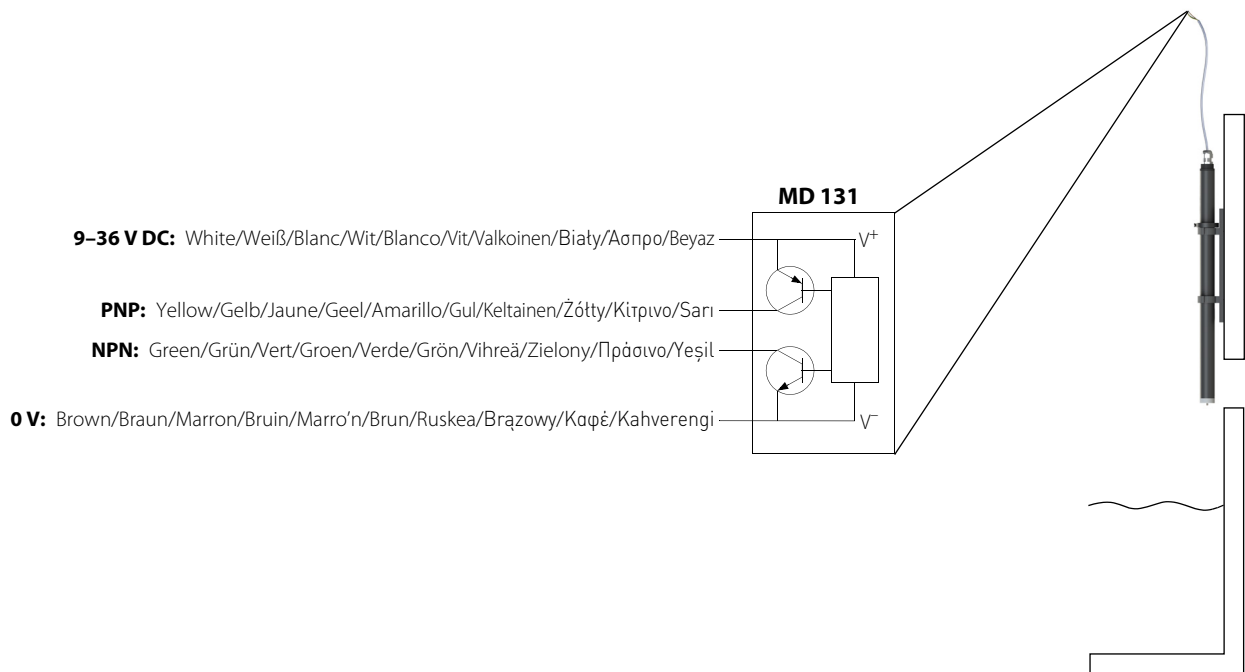 MD 131
9–36 V DC: White/Weiß/Blanc/Wit/Blanco/Vit/Valkoinen/Biały/Άσπρο/Beyaz
V+
PNP: Yellow/Gelb/Jaune/Geel/Amarillo/Gul/Keltainen/Żółty/Κίτρινο/Sarı
NPN: Green/Grün/Vert/Groen/Verde/Grön/Vihreä/Zielony/Πράσινο/Yeşil
0 V: Brown/Braun/Marron/Bruin/Marro'n/Brun/Ruskea/Brązowy/Καφέ/Kahverengi
V–